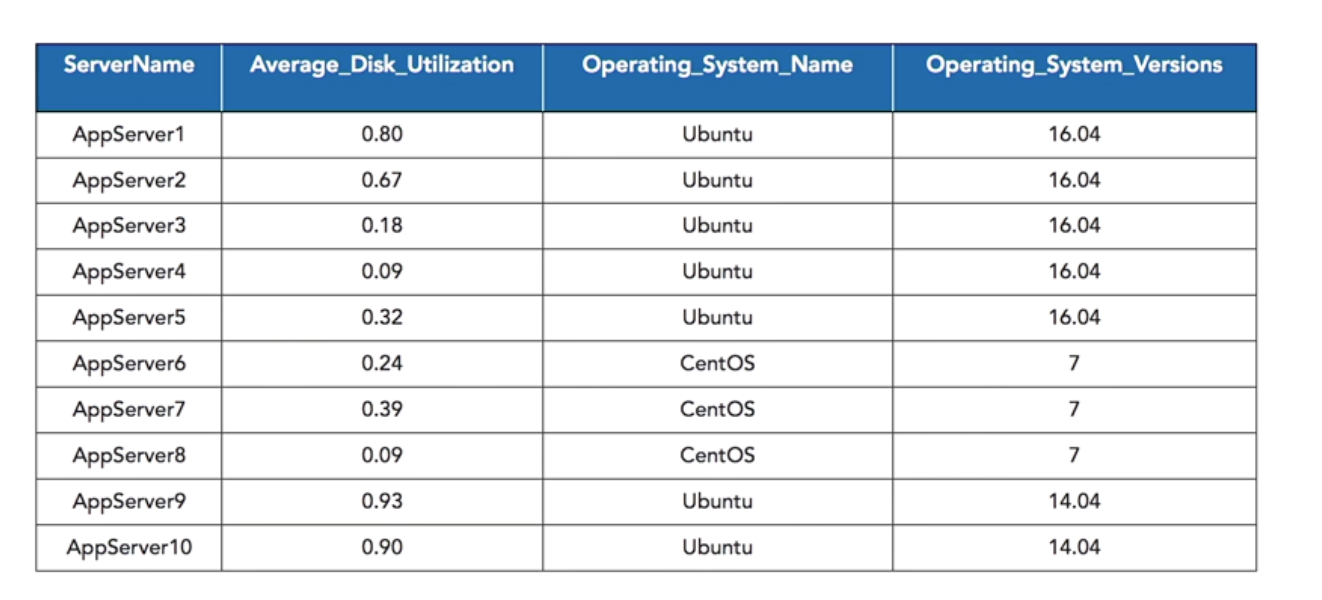 ServerName Average_Disk_Utilization Operating_System_Name Operating_System_Versions
AppServer1 0.80 Ubuntu 16.04
AppServer2 0.67 Ubuntu 16.04
AppServer3 0.18 Ubuntu 16.04
AppServer4 0.09 Ubuntu 16.04
AppServer5 0.32 Ubuntu 16.04
AppServer6 0.24 CentOS 7
AppServer7 0.39 CentOS 7
AppServer8 0.09 CentOS 7
AppServer9 0.93 Ubuntu 14.04
AppServer10 0.90 Ubuntu 14.04